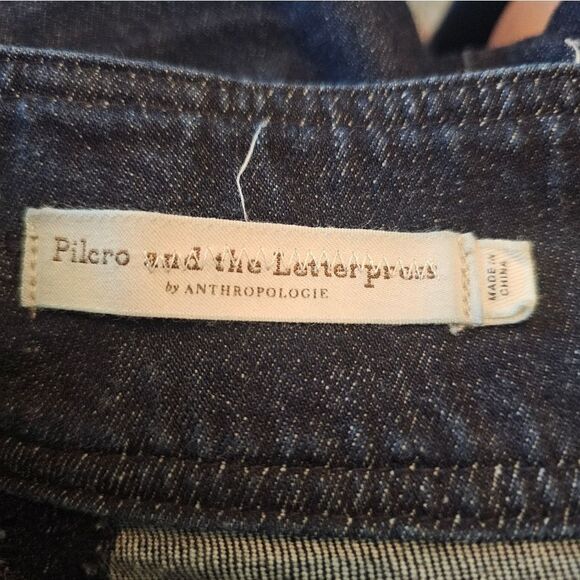 Pilcro and the Letterpress
by ANTHROPOLOGIE
MADE IN
CHINA